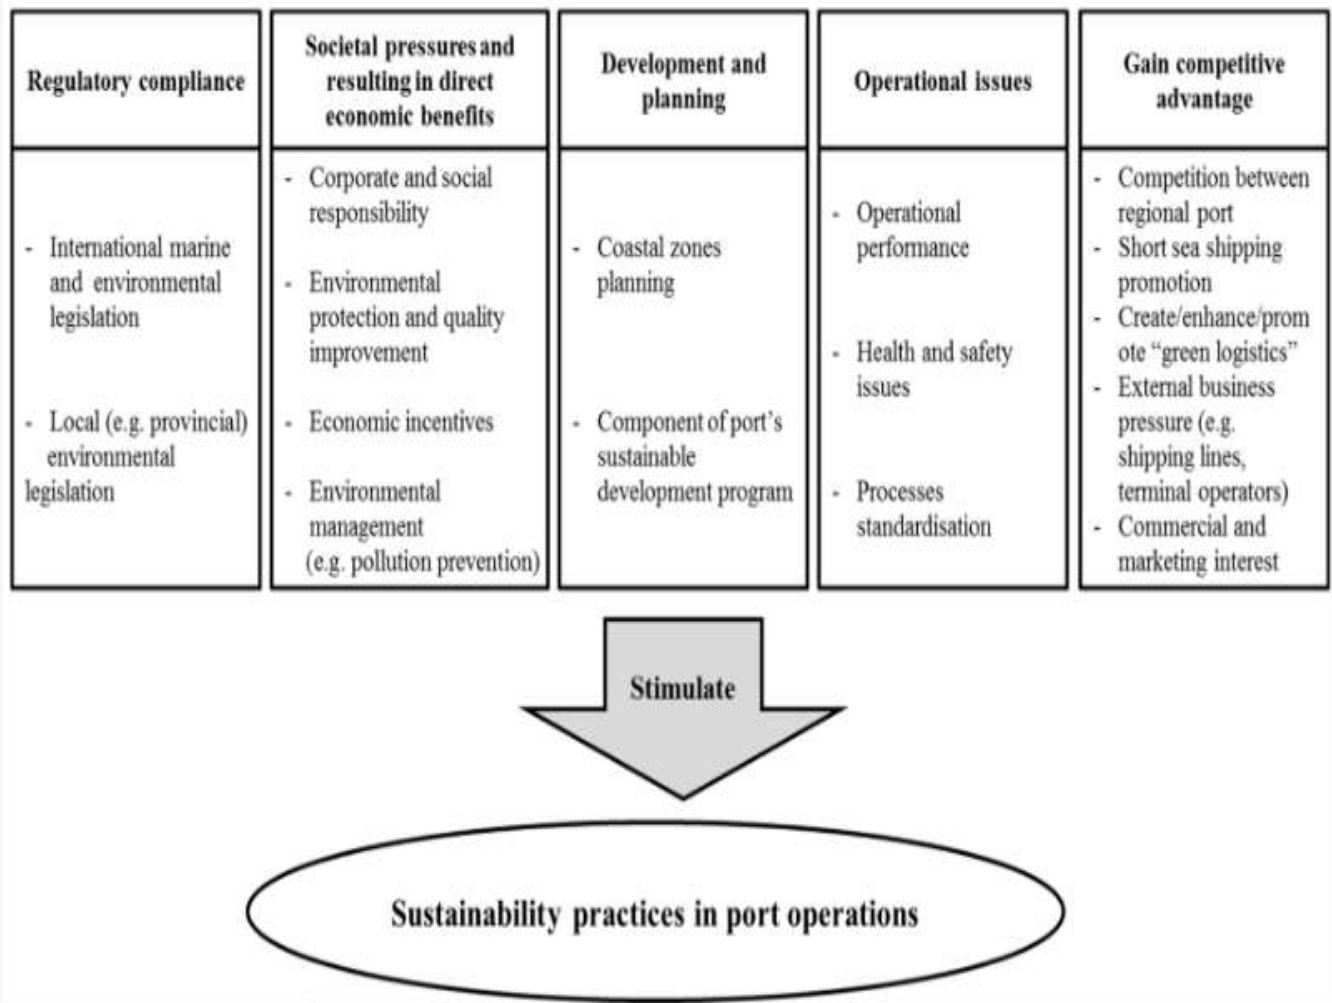 Regulatory compliance
Societal pressures and
resulting in direct
economic benefits
Development and
planning
Operational issues
Gain competitive
advantage
- International marine
and environmental
legislation
- Local (e.g. provincial)
environmental
legislation
- Corporate and social
responsibility
- Environmental
protection and quality
improvement
- Economic incentives
- Environmental
management
(e.g. pollution prevention)
- Coastal zones
planning
- Component of port's
sustainable
development program
- Operational
performance
- Health and safety
issues
- Processes
standardisation
- Competition between
regional port
- Short sea shipping
promotion
- Create/enhance/prom
ote “green logistics”
- External business
pressure (e.g.
shipping lines,
terminal operators)
- Commercial and
marketing interest
Stimulate
Sustainability practices in port operations